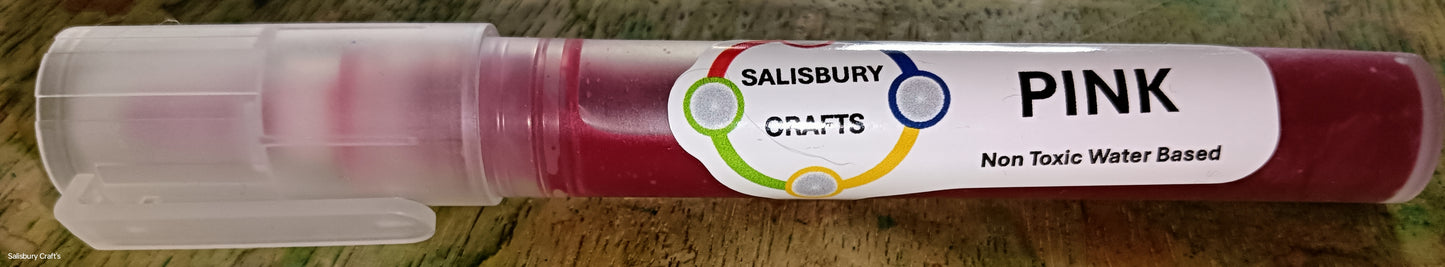 SALISBURY
CRAFTS
PINK
Non Toxic Water Based
Salisbury Craft's